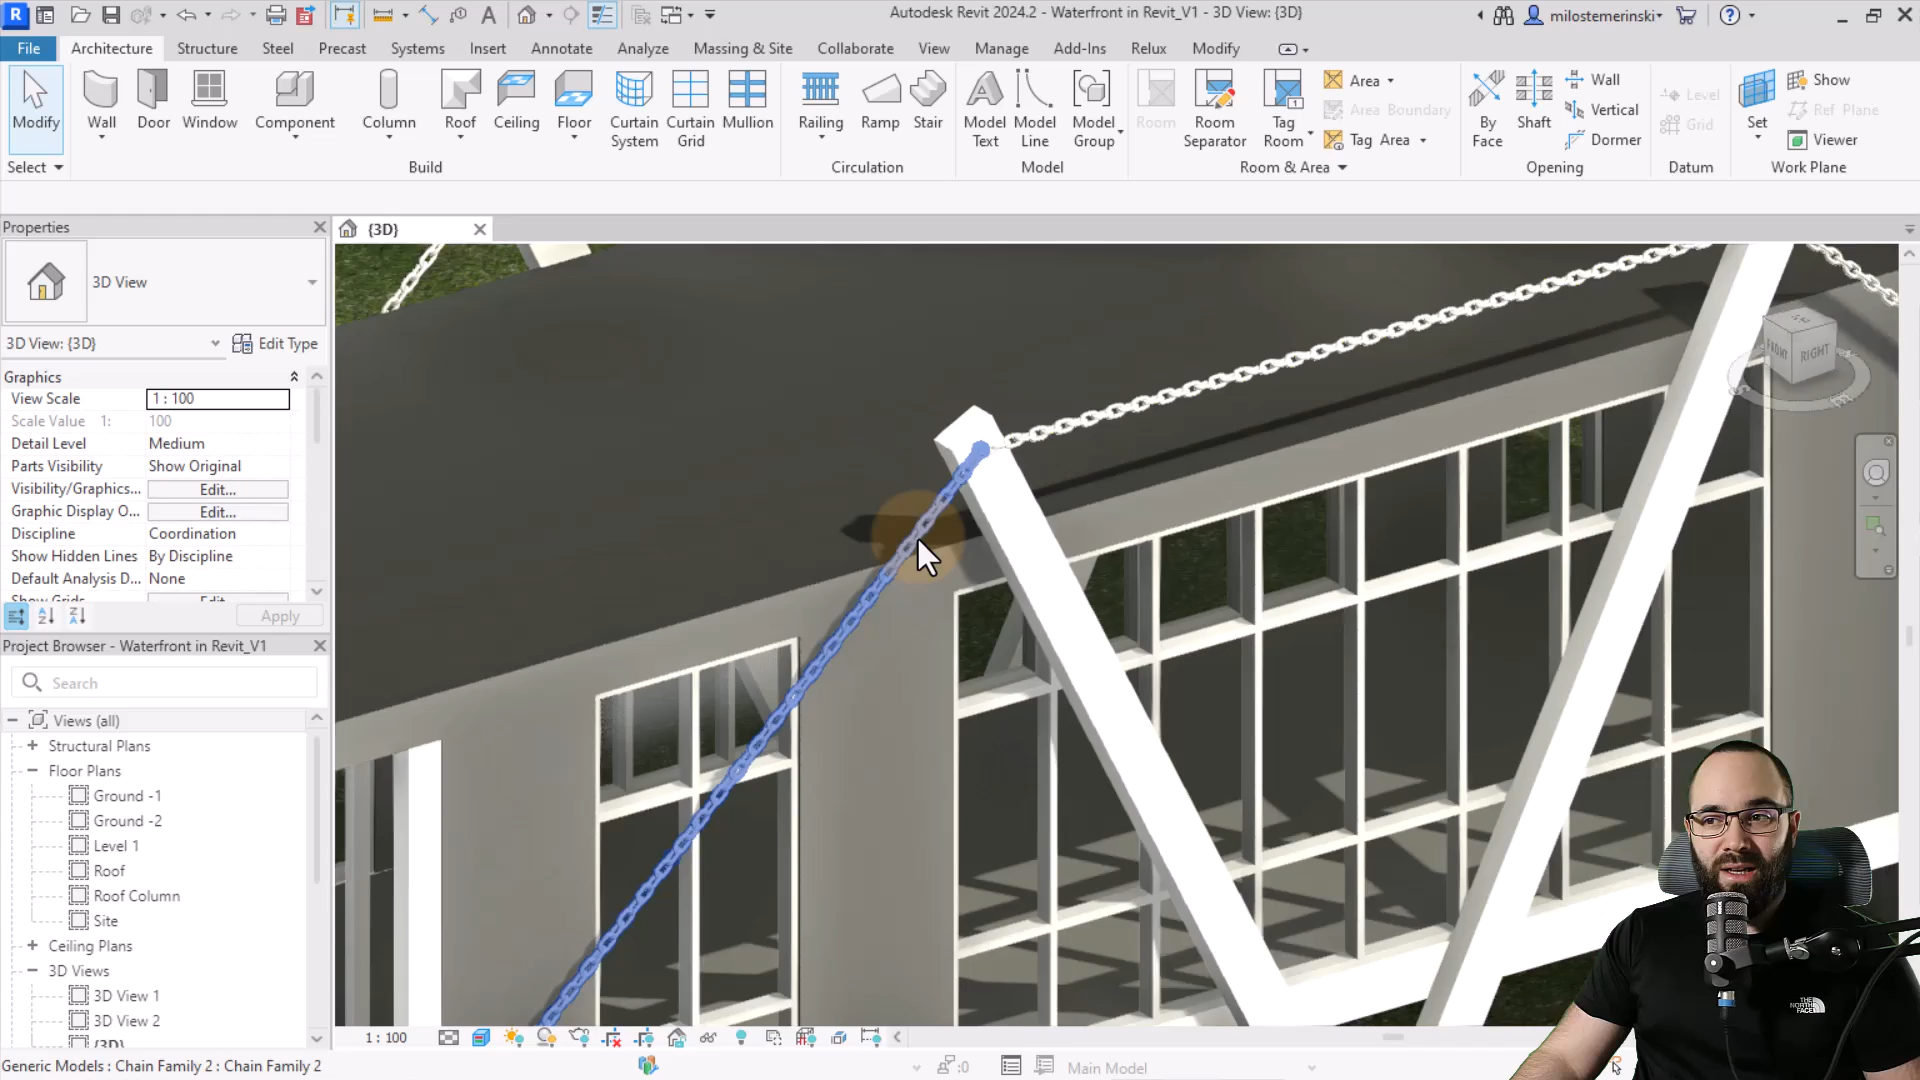 Autodesk Revit 2024.2 - Waterfront in Revit_V1 - 3D View: {3D}
milostemerinski
File Architecture Structure Steel Precast Systems Insert Annotate Analyze Massing & Site Collaborate View Manage Add-Ins Relux Modify
Modify Wall Door Window Component Column Roof Ceiling Floor Curtain System Curtain Grid Mullion Railing Ramp Stair Model Text Model Line Model Group Room Room Separator Tag Room
Area
Area Boundary
Tag Area
By Face Shaft
Wall
Vertical
Dormer
Level
Grid
Set
Show
Ref Plane
Viewer
Select Build Circulation Model Room & Area Opening Datum Work Plane
Properties
{3D}
3D View
3D View: {3D} Edit Type
Graphics
View Scale 1 : 100
Scale Value 1: 100
Detail Level Medium
Parts Visibility Show Original
Visibility/Graphics... Edit...
Graphic Display O... Edit...
Discipline Coordination
Show Hidden Lines By Discipline
Default Analysis D... None
Show Grids Edit...
Apply
Project Browser - Waterfront in Revit_V1
Search
Views (all)
Structural Plans
Floor Plans
Ground -1
Ground -2
Level 1
Roof
Roof Column
Site
Ceiling Plans
3D Views
3D View 1
3D View 2
{3D}
FRONT RIGHT
THE NORTH FACE
1 : 100
Generic Models : Chain Family 2 : Chain Family 2
:0
Main Model